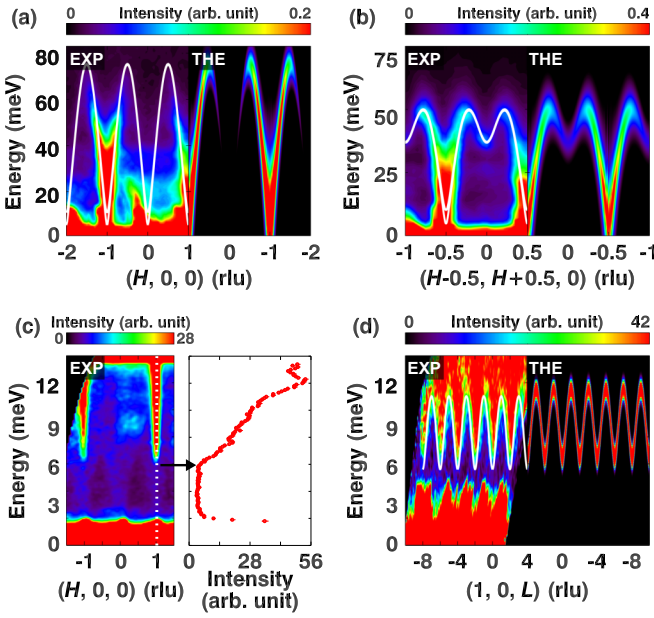 (a) Intensity (arb. unit)
0 0.2
EXP THE
80
60
40
20
0
Energy (meV)
-2 -1 0 1 0 -1 -2
(H, 0, 0) (rlu)
(b) Intensity (arb. unit)
0 0.4
EXP THE
75
50
25
0
Energy (meV)
-1 -0.5 0 0.5 0 -0.5 -1
(H-0.5, H+0.5, 0) (rlu)
(c) Intensity (arb. unit)
0 28
EXP
12
9
6
3
0
Energy (meV)
-1 0 1
(H, 0, 0) (rlu)
0 28 56
Intensity
(arb. unit)
(d) Intensity (arb. unit)
0 42
EXP THE
12
9
6
3
0
Energy (meV)
-8 -4 0 4 0 -4 -8
(1, 0, L) (rlu)